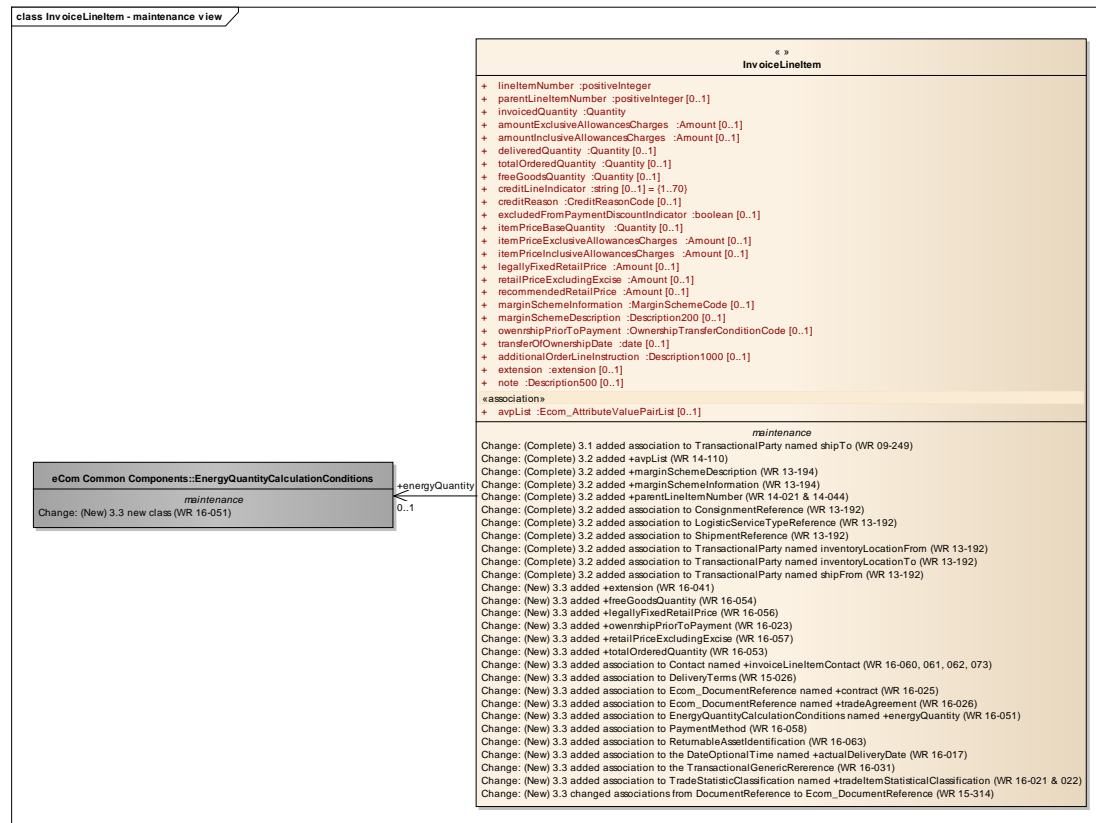 class InvoiceLineItem - maintenance view
« »
InvoiceLineItem
+ lineItemNumber :positiveInteger
+ parentLineItemNumber :positiveInteger [0..1]
+ invoicedQuantity :Quantity
+ amountExclusiveAllowancesCharges :Amount [0..1]
+ amountInclusiveAllowancesCharges :Amount [0..1]
+ deliveredQuantity :Quantity [0..1]
+ totalOrderedQuantity :Quantity [0..1]
+ freeGoodsQuantity :Quantity [0..1]
+ creditLineIndicator :string [0..1] = {1..70}
+ creditReason :CreditReasonCode [0..1]
+ excludedFromPaymentDiscountIndicator :boolean [0..1]
+ itemPriceBaseQuantity :Quantity [0..1]
+ itemPriceExclusiveAllowancesCharges :Amount [0..1]
+ itemPriceInclusiveAllowancesCharges :Amount [0..1]
+ legallyFixedRetailPrice :Amount [0..1]
+ retailPriceExcludingExcise :Amount [0..1]
+ recommendedRetailPrice :Amount [0..1]
+ marginSchemeInformation :MarginSchemeCode [0..1]
+ marginSchemeDescription :Description200 [0..1]
+ owenrshipPriorToPayment :OwnershipTransferConditionCode [0..1]
+ transferOfOwnershipDate :date [0..1]
+ additionalOrderLineInstruction :Description1000 [0..1]
+ extension :extension [0..1]
+ note :Description500 [0..1]
«association»
+ avpList :Ecom_AttributeValuePairList [0..1]
maintenance
Change: (Complete) 3.1 added association to TransactionalParty named shipTo (WR 09-249)
Change: (Complete) 3.2 added +avpList (WR 14-110)
Change: (Complete) 3.2 added +marginSchemeDescription (WR 13-194)
Change: (Complete) 3.2 added +marginSchemeInformation (WR 13-194)
Change: (Complete) 3.2 added +parentLineItemNumber (WR 14-021 & 14-044)
Change: (Complete) 3.2 added association to ConsignmentReference (WR 13-192)
Change: (Complete) 3.2 added association to LogisticServiceTypeReference (WR 13-192)
Change: (Complete) 3.2 added association to ShipmentReference (WR 13-192)
Change: (Complete) 3.2 added association to TransactionalParty named inventoryLocationFrom (WR 13-192)
Change: (Complete) 3.2 added association to TransactionalParty named inventoryLocationTo (WR 13-192)
Change: (Complete) 3.2 added association to TransactionalParty named shipFrom (WR 13-192)
Change: (New) 3.3 added +extension (WR 16-041)
Change: (New) 3.3 added +freeGoodsQuantity (WR 16-054)
Change: (New) 3.3 added +legallyFixedRetailPrice (WR 16-056)
Change: (New) 3.3 added +owenrshipPriorToPayment (WR 16-023)
Change: (New) 3.3 added +retailPriceExcludingExcise (WR 16-057)
Change: (New) 3.3 added +totalOrderedQuantity (WR 16-053)
Change: (New) 3.3 added association to Contact named +invoiceLineItemContact (WR 16-060, 061, 062, 073)
Change: (New) 3.3 added association to DeliveryTerms (WR 15-026)
Change: (New) 3.3 added association to Ecom_DocumentReference named +contract (WR 16-025)
Change: (New) 3.3 added association to Ecom_DocumentReference named +tradeAgreement (WR 16-026)
Change: (New) 3.3 added association to EnergyQuantityCalculationConditions named +energyQuantity (WR 16-051)
Change: (New) 3.3 added association to PaymentMethod (WR 16-058)
Change: (New) 3.3 added association to ReturnableAssetIdentification (WR 16-063)
Change: (New) 3.3 added association to the DateOptionalTime named +actualDeliveryDate (WR 16-017)
Change: (New) 3.3 added association to the TransactionalGenericRererence (WR 16-031)
Change: (New) 3.3 added association to TradeStatisticClassification named +tradeItemStatisticalClassification (WR 16-021 & 022)
Change: (New) 3.3 changed associations from DocumentReference to Ecom_DocumentReference (WR 15-314)
eCom Common Components::EnergyQuantityCalculationConditions
maintenance
Change: (New) 3.3 new class (WR 16-051)
+energyQuantity
0..1